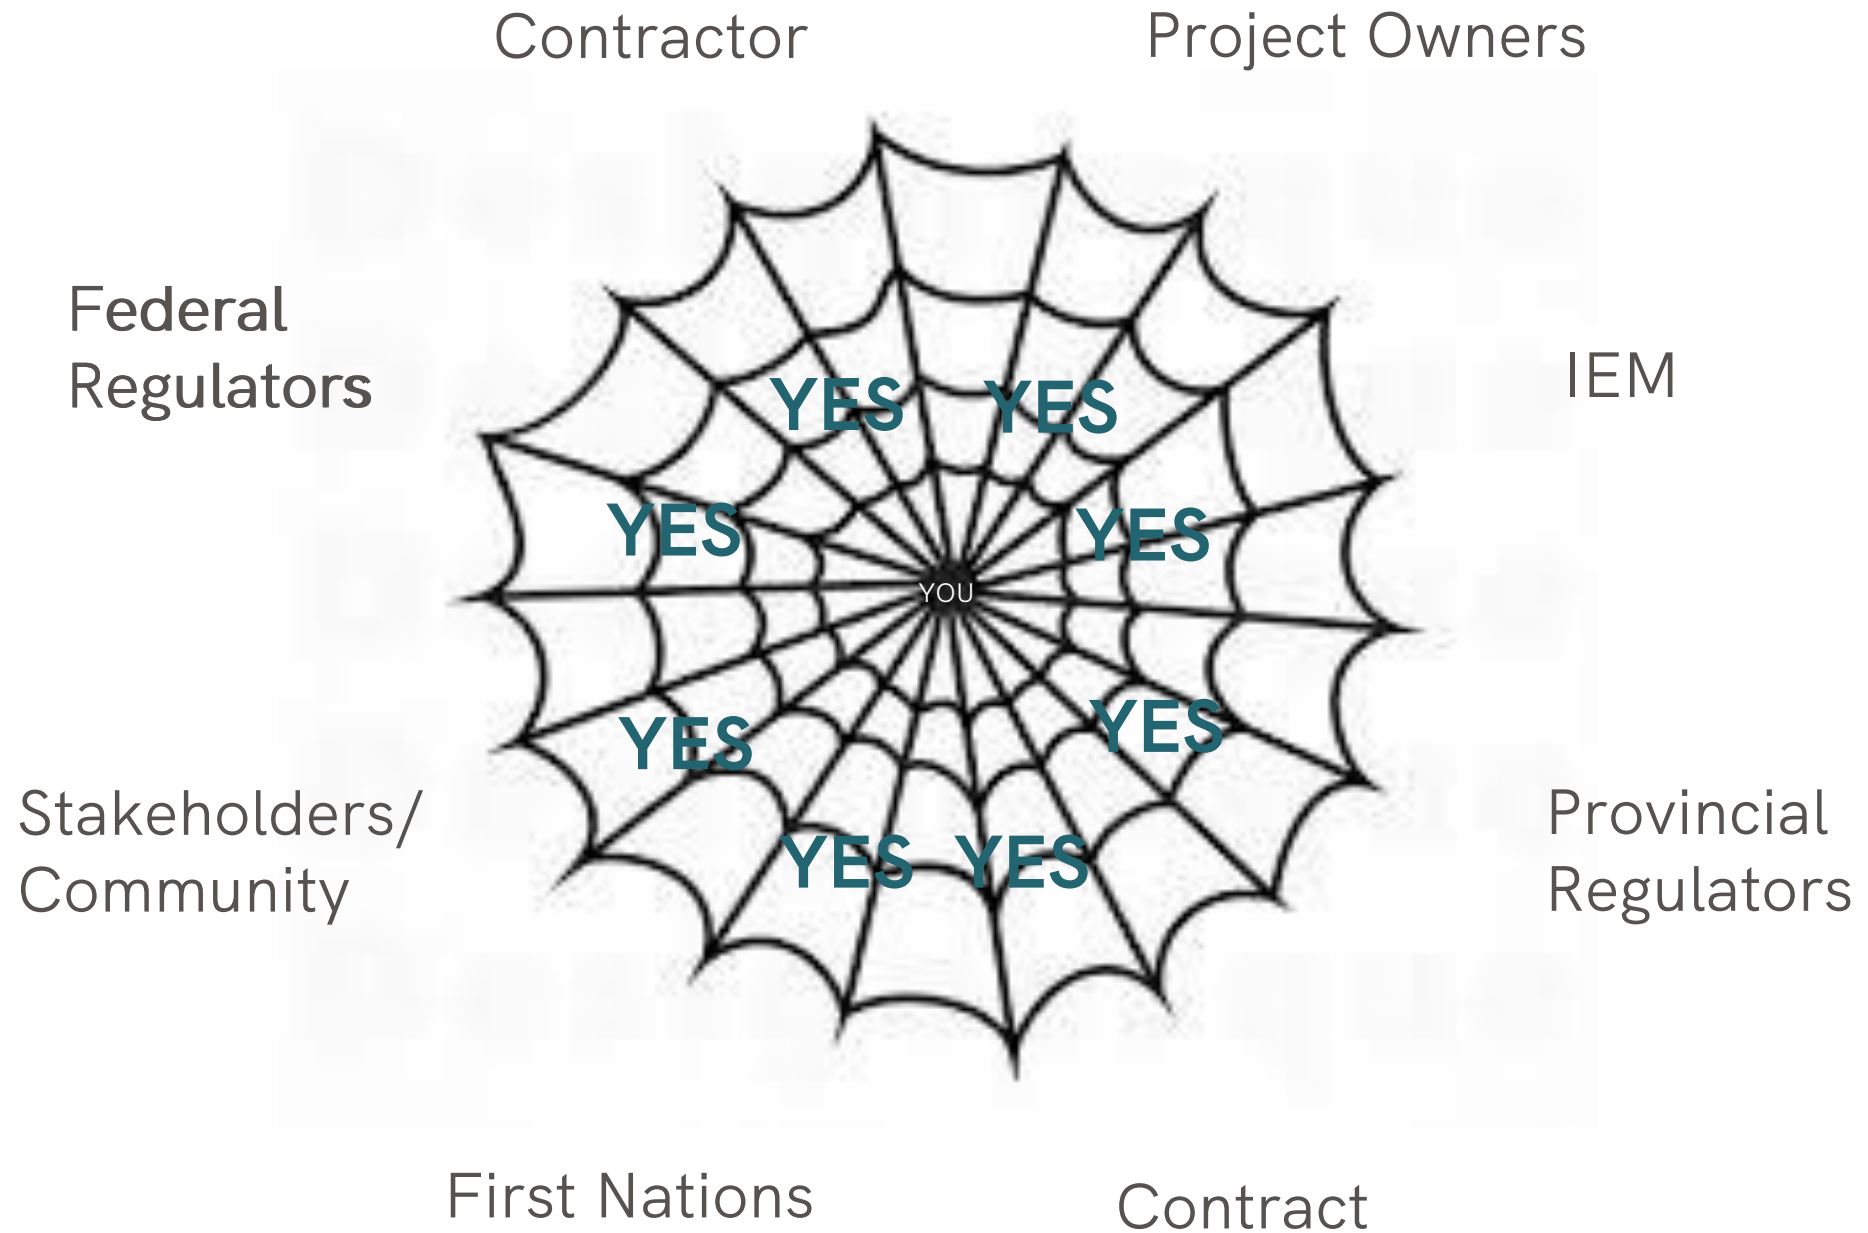 Contractor
Project Owners
Federal
Regulators
IEM
YES
YES
YES
YES
YOU
YES
YES
Stakeholders/
Community
Provincial
Regulators
YES
YES
First Nations
Contract